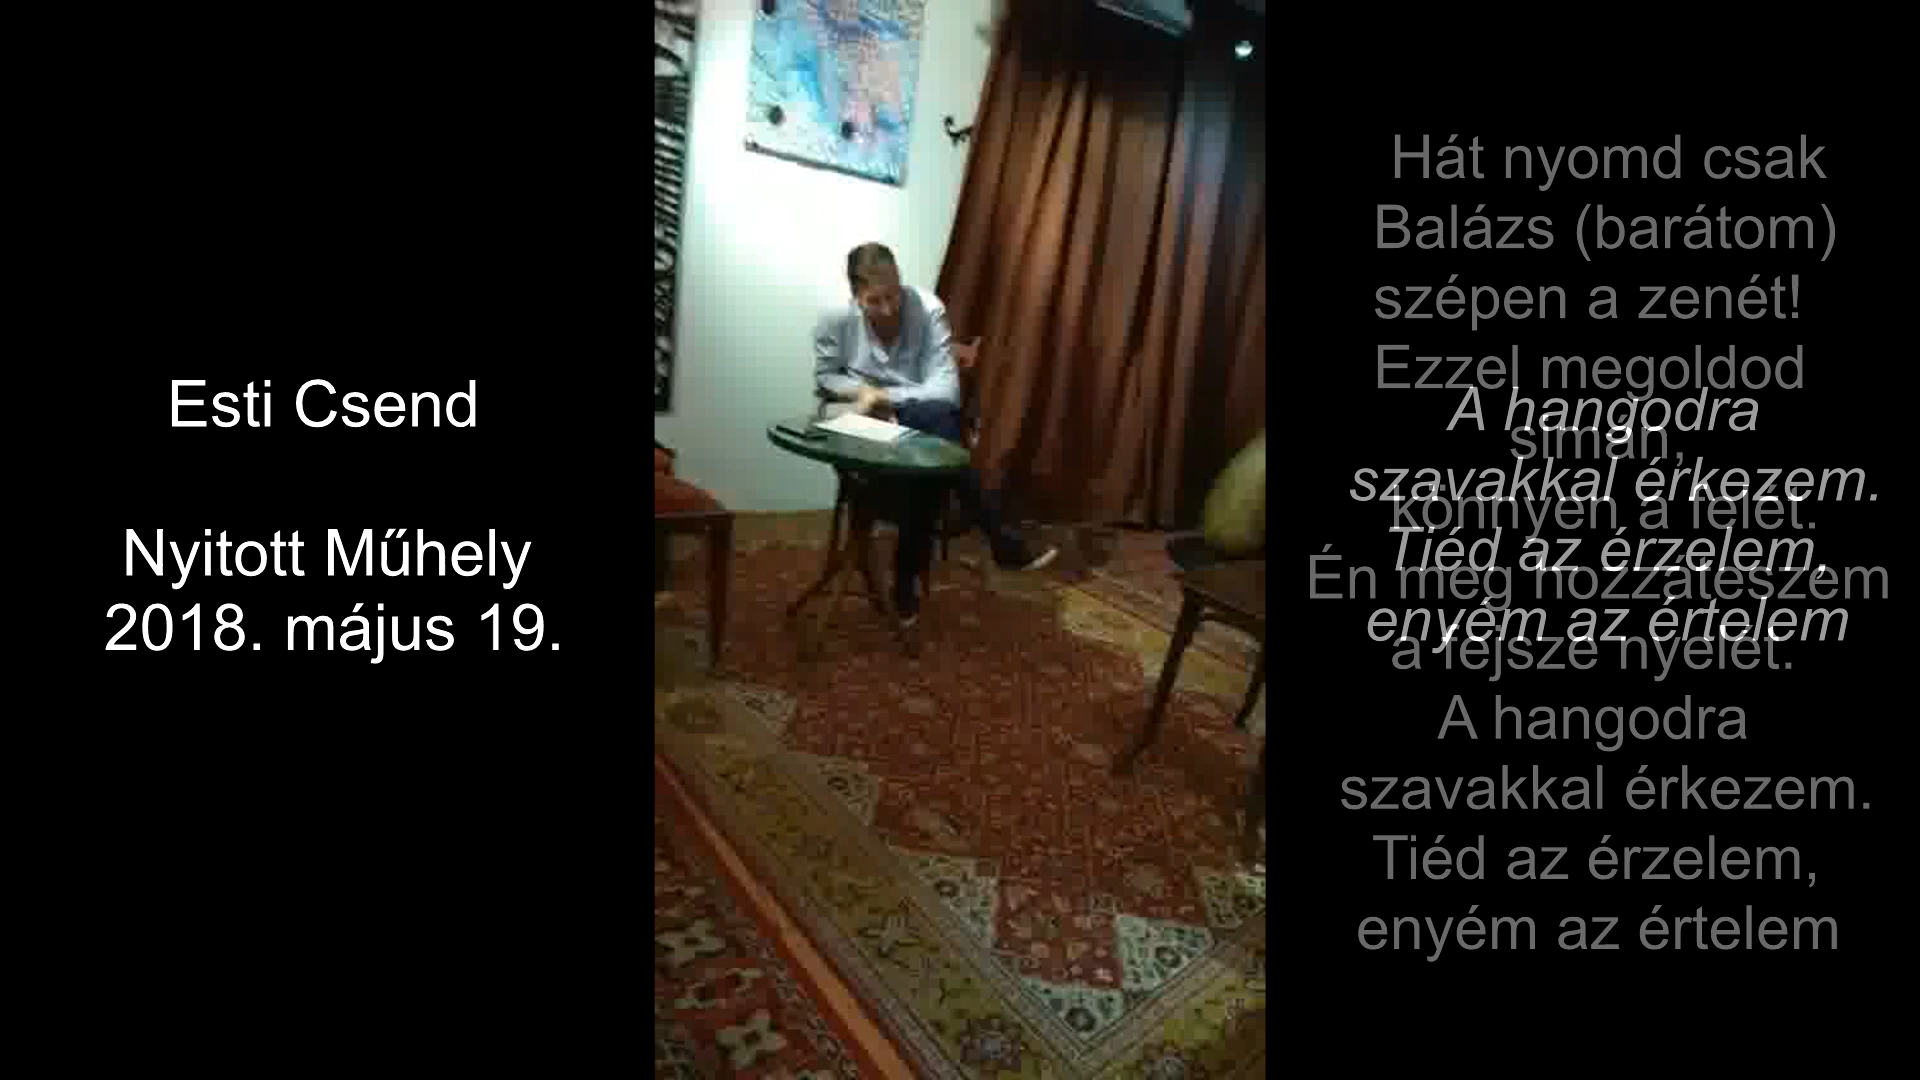 Esti Csend
Nyitott Műhely
2018. május 19.
Hát nyomd csak
Balázs (barátom)
szépen a zenét!
Ezzel megoldod
simán,
könnyen a felét.
Én meg hozzáteszem
a fejsze nyelét.
A hangodra
szavakkal érkezem.
Tiéd az érzelem,
enyém az értelem
A hangodra
szavakkal érkezem.
Tiéd az érzelem,
enyém az értelem